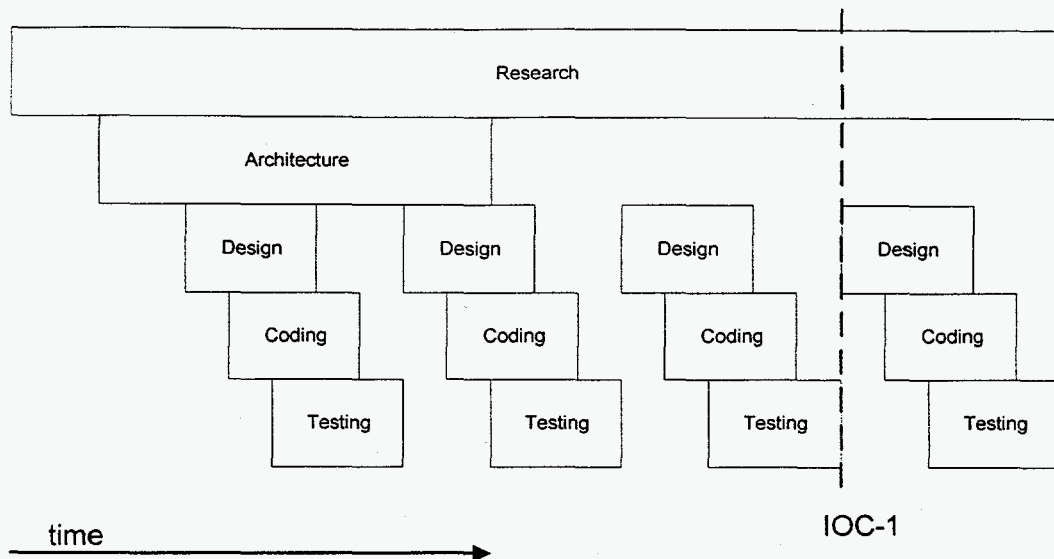 Research
Architecture
Design
Design
Design
Design
Coding
Coding
Coding
Coding
Testing
Testing
Testing
Testing
IOC-1
time